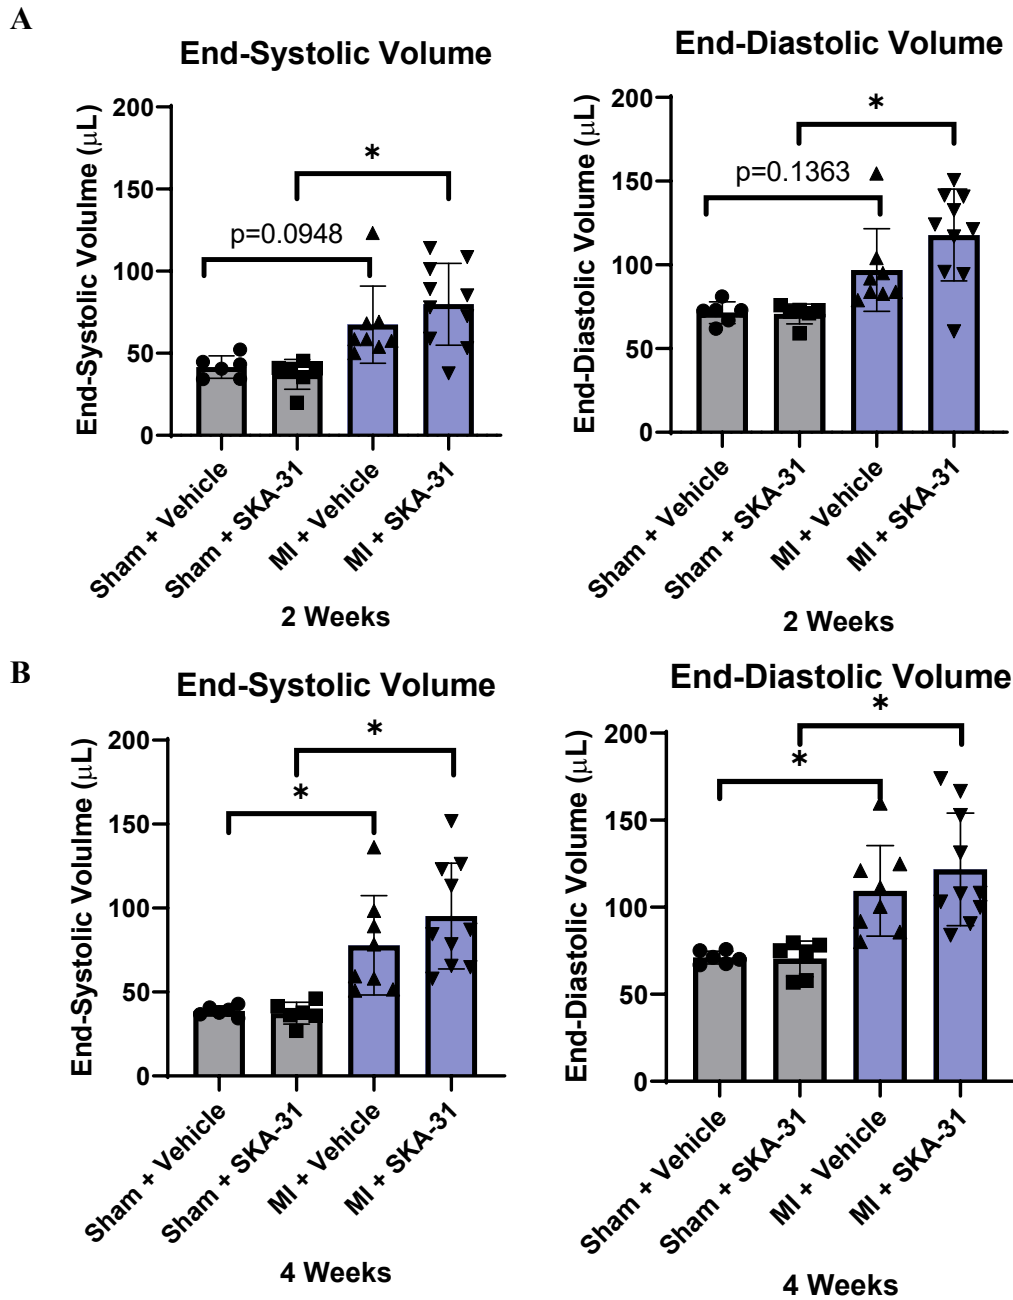 A
End-Systolic Volume
End-Systolic Volulme (µL)
200
150
100
50
0
*
p=0.0948
Sham + Vehicle
Sham + SKA-31
MI + Vehicle
MI + SKA-31
2 Weeks
End-Diastolic Volume
End-Diastolic Volume (µL)
200
150
100
50
0
*
p=0.1363
Sham + Vehicle
Sham + SKA-31
MI + Vehicle
MI + SKA-31
2 Weeks
B
End-Systolic Volume
End-Systolic Volulme (µL)
200
150
100
50
0
*
*
Sham + Vehicle
Sham + SKA-31
MI + Vehicle
MI + SKA-31
4 Weeks
End-Diastolic Volume
End-Diastolic Volume (µL)
200
150
100
50
0
*
*
Sham + Vehicle
Sham + SKA-31
MI + Vehicle
MI + SKA-31
4 Weeks